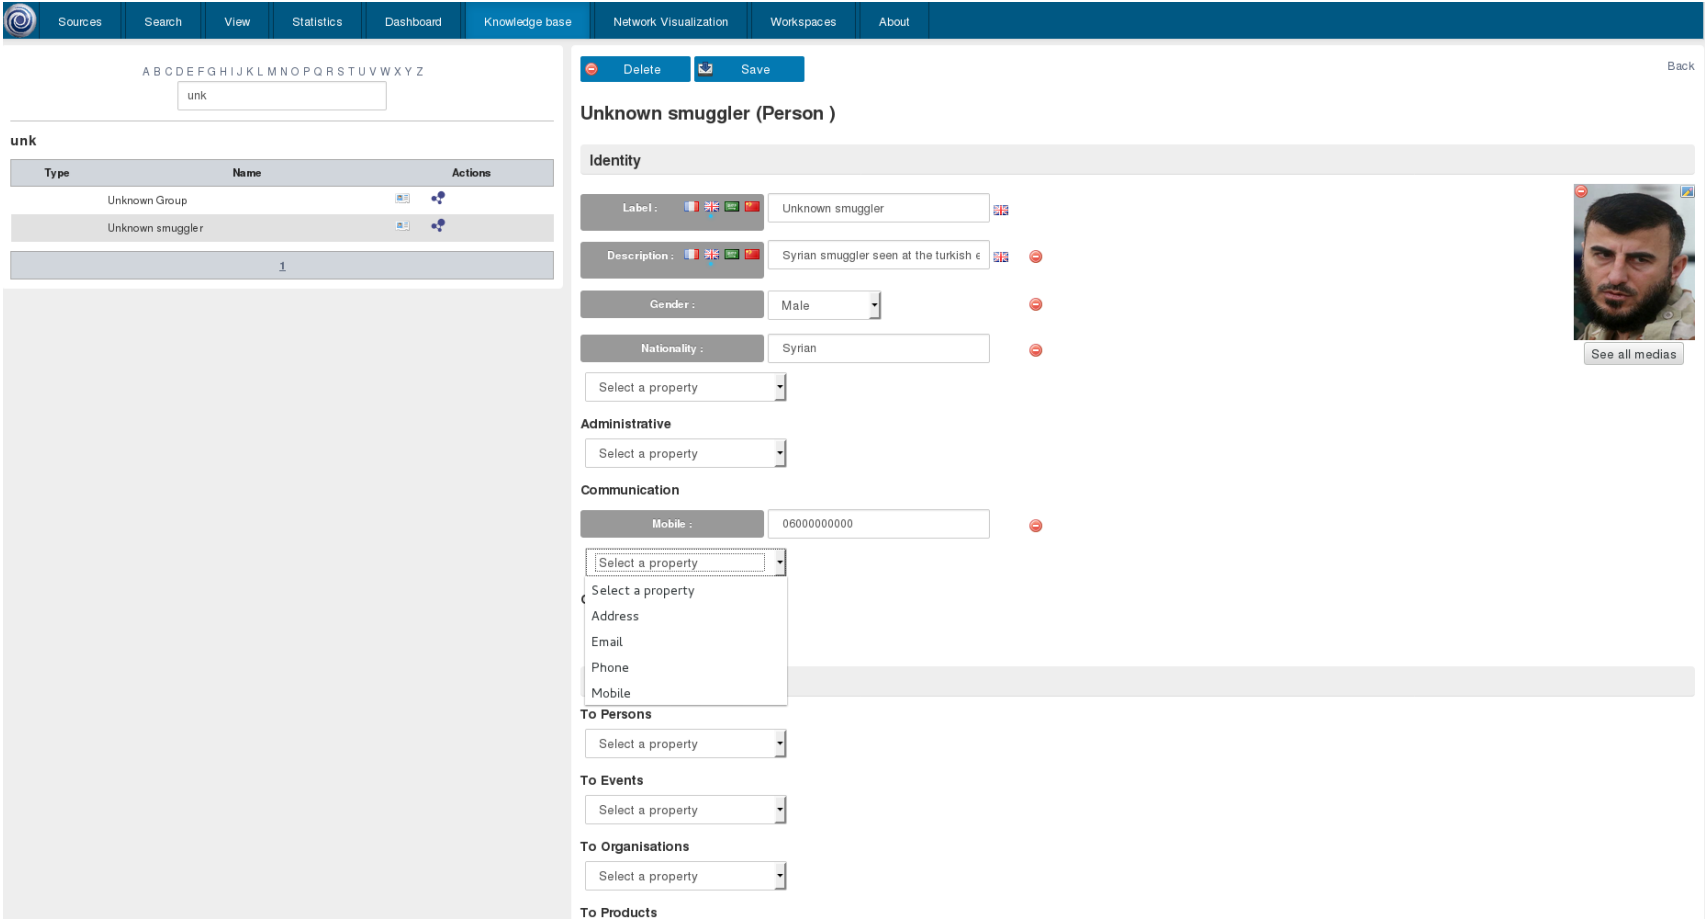 Sources Search View Statistics Dashboard Knowledge base Network Visualization Workspaces About
A B C D E F G H I J K L M N O P Q R S T U V W X Y Z
unk
unk
Type Name Actions
Unknown Group
Unknown smuggler
1
Delete Save Back
Unknown smuggler (Person )
Identity
Label : Unknown smuggler
Description : Syrian smuggler seen at the turkish e
Gender : Male
Nationality : Syrian
See all medias
Select a property
Administrative
Select a property
Communication
Mobile : 06000000000
Select a property
Select a property
Address
Email
Phone
Mobile
To Persons
Select a property
To Events
Select a property
To Organisations
Select a property
To Products